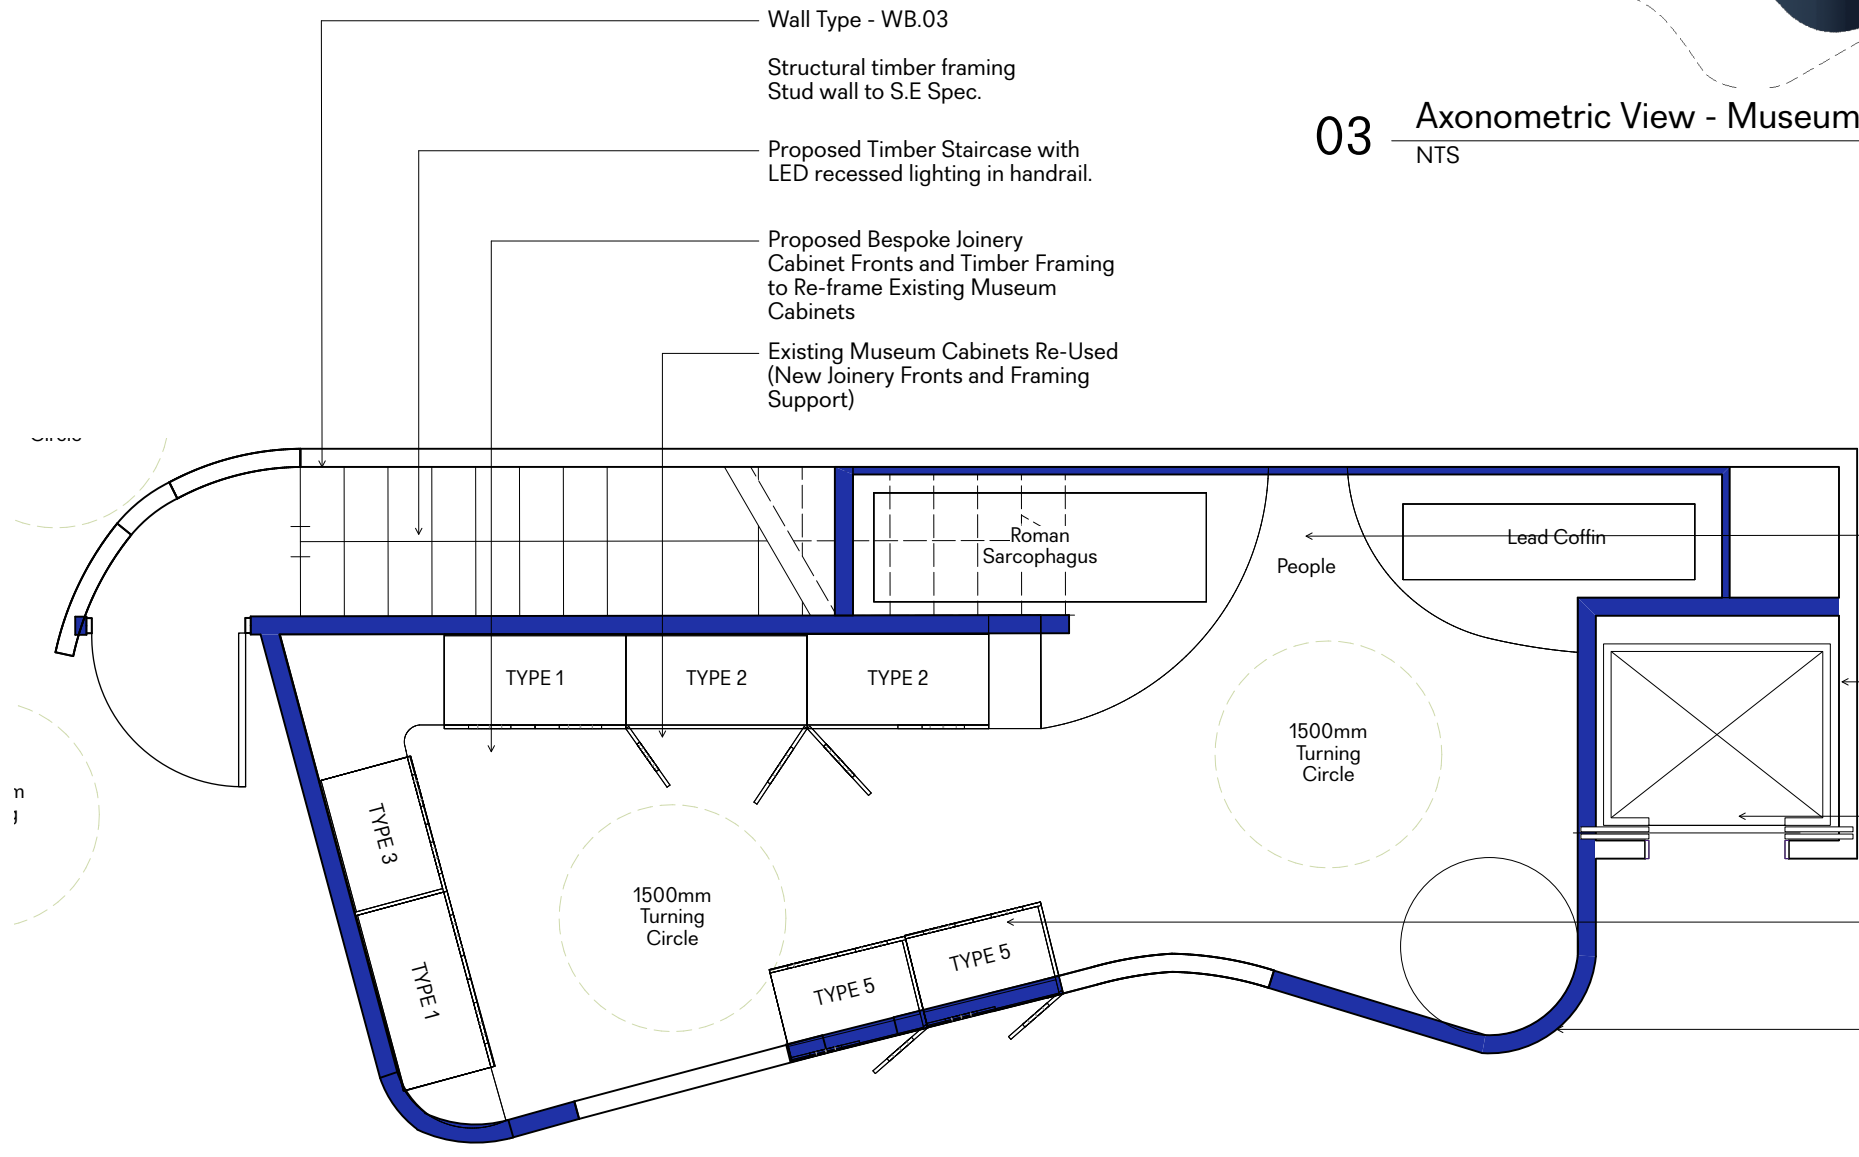 Wall Type - WB.03
Structural timber framing
Stud wall to S.E Spec.
Proposed Timber Staircase with
LED recessed lighting in handrail.
Proposed Bespoke Joinery
Cabinet Fronts and Timber Framing
to Re-frame Existing Museum
Cabinets
Existing Museum Cabinets Re-Used
(New Joinery Fronts and Framing
Support)
03
Axonometric View - Museum
NTS
Circle
Roman
Sarcophagus
People
Lead Coffin
TYPE 1
TYPE 2
TYPE 2
1500mm
Turning
Circle
m
g
TYPE 3
TYPE 1
1500mm
Turning
Circle
TYPE 5
TYPE 5